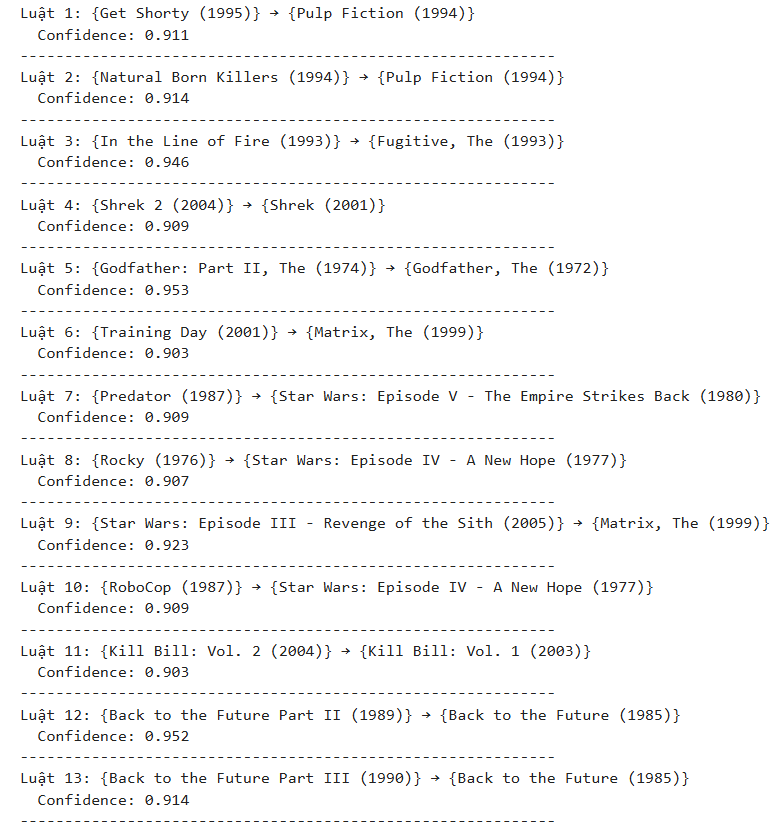 Luật 1: {Get Shorty (1995)} → {Pulp Fiction (1994)}
Confidence: 0.911
------------------------------------------------------------
Luật 2: {Natural Born Killers (1994)} → {Pulp Fiction (1994)}
Confidence: 0.914
------------------------------------------------------------
Luật 3: {In the Line of Fire (1993)} → {Fugitive, The (1993)}
Confidence: 0.946
------------------------------------------------------------
Luật 4: {Shrek 2 (2004)} → {Shrek (2001)}
Confidence: 0.909
------------------------------------------------------------
Luật 5: {Godfather: Part II, The (1974)} → {Godfather, The (1972)}
Confidence: 0.953
------------------------------------------------------------
Luật 6: {Training Day (2001)} → {Matrix, The (1999)}
Confidence: 0.903
------------------------------------------------------------
Luật 7: {Predator (1987)} → {Star Wars: Episode V - The Empire Strikes Back (1980)}
Confidence: 0.909
------------------------------------------------------------
Luật 8: {Rocky (1976)} → {Star Wars: Episode IV - A New Hope (1977)}
Confidence: 0.907
------------------------------------------------------------
Luật 9: {Star Wars: Episode III - Revenge of the Sith (2005)} → {Matrix, The (1999)}
Confidence: 0.923
------------------------------------------------------------
Luật 10: {RoboCop (1987)} → {Star Wars: Episode IV - A New Hope (1977)}
Confidence: 0.909
------------------------------------------------------------
Luật 11: {Kill Bill: Vol. 2 (2004)} → {Kill Bill: Vol. 1 (2003)}
Confidence: 0.903
------------------------------------------------------------
Luật 12: {Back to the Future Part II (1989)} → {Back to the Future (1985)}
Confidence: 0.952
------------------------------------------------------------
Luật 13: {Back to the Future Part III (1990)} → {Back to the Future (1985)}
Confidence: 0.914
------------------------------------------------------------